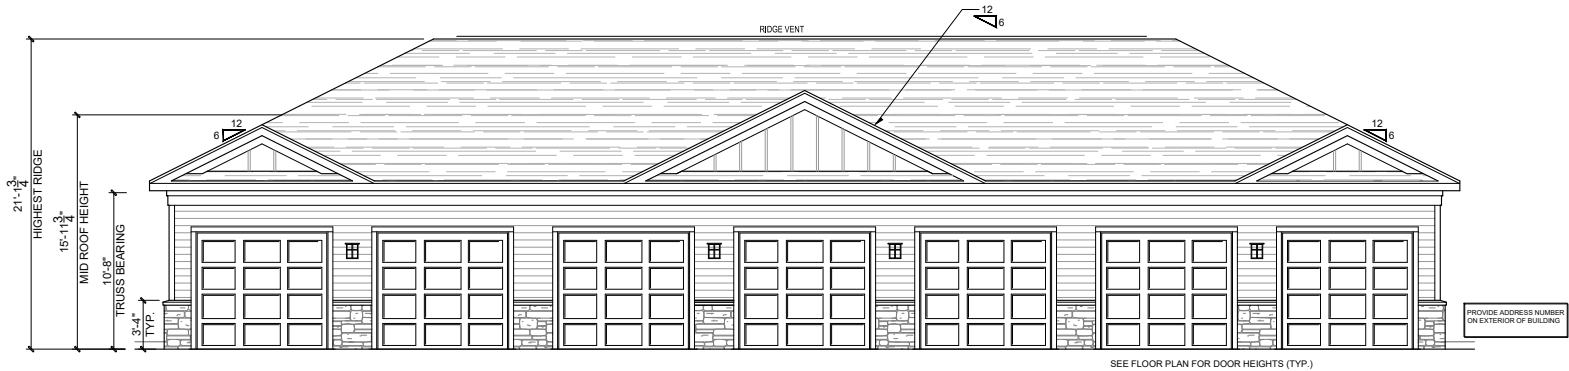 RIDGE VENT
12
6
12
6
12
6
21'-1 3/4"
HIGHEST RIDGE
15'-11 3/4"
MID ROOF HEIGHT
10'-8"
TRUSS BEARING
3'-4"
TYP.
PROVIDE ADDRESS NUMBER
ON EXTERIOR OF BUILDING
SEE FLOOR PLAN FOR DOOR HEIGHTS (TYP.)